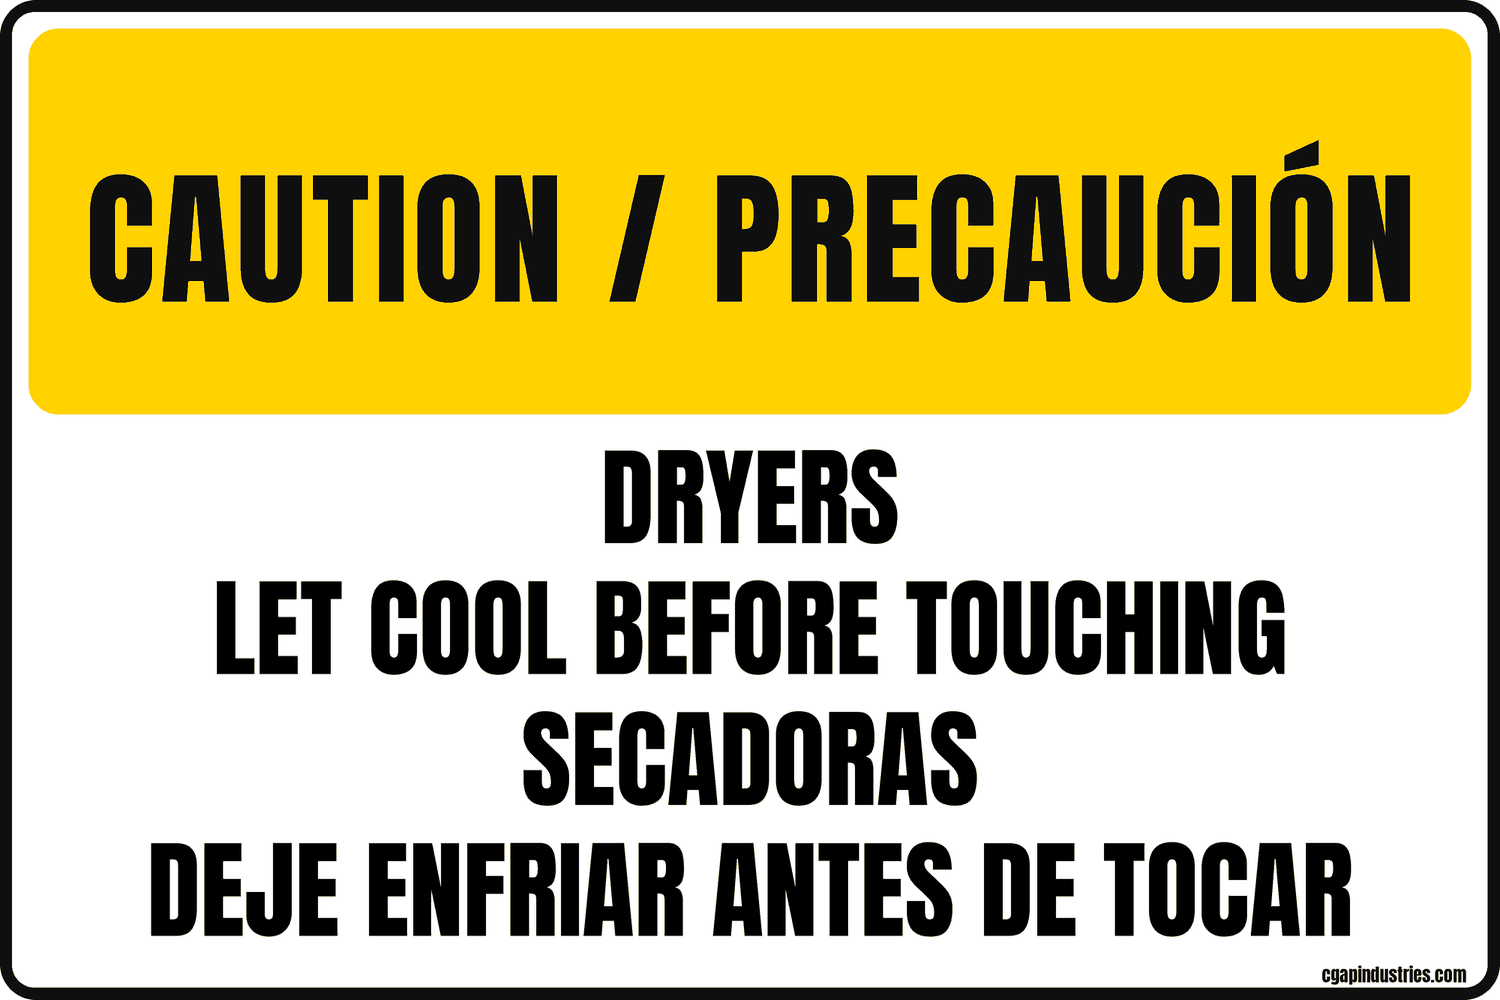 CAUTION / PRECAUCIÓN
DRYERS
LET COOL BEFORE TOUCHING
SECADORAS
DEJE ENFRIAR ANTES DE TOCAR
cgapindustries.com